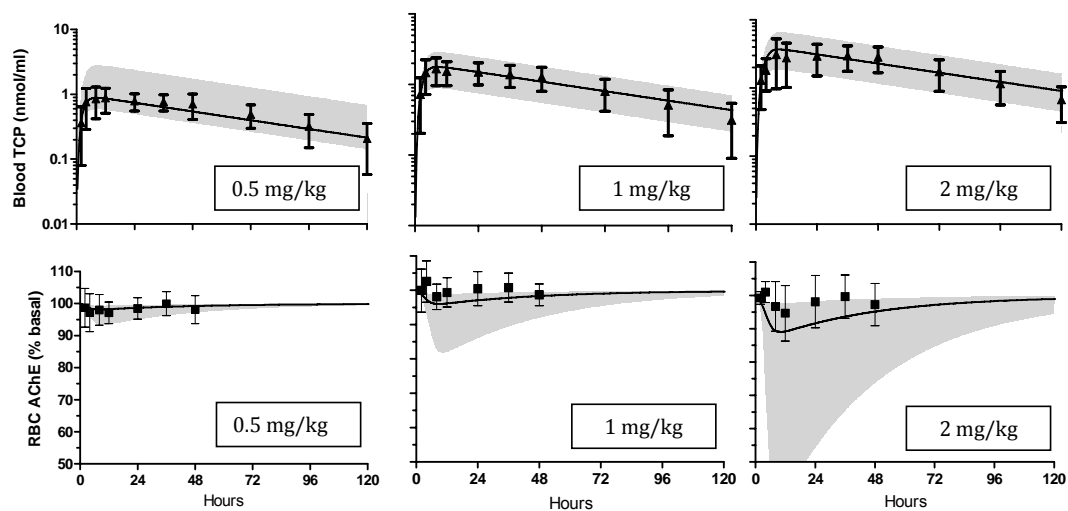 Blood TCP (nmol/ml)
10
1
0.1
0.01
0.5 mg/kg
1 mg/kg
2 mg/kg
RBC AChE (% basal)
110
100
90
80
70
60
50
0.5 mg/kg
1 mg/kg
2 mg/kg
0 24 48 72 96 120
0 24 48 72 96 120
0 24 48 72 96 120
Hours
Hours
Hours